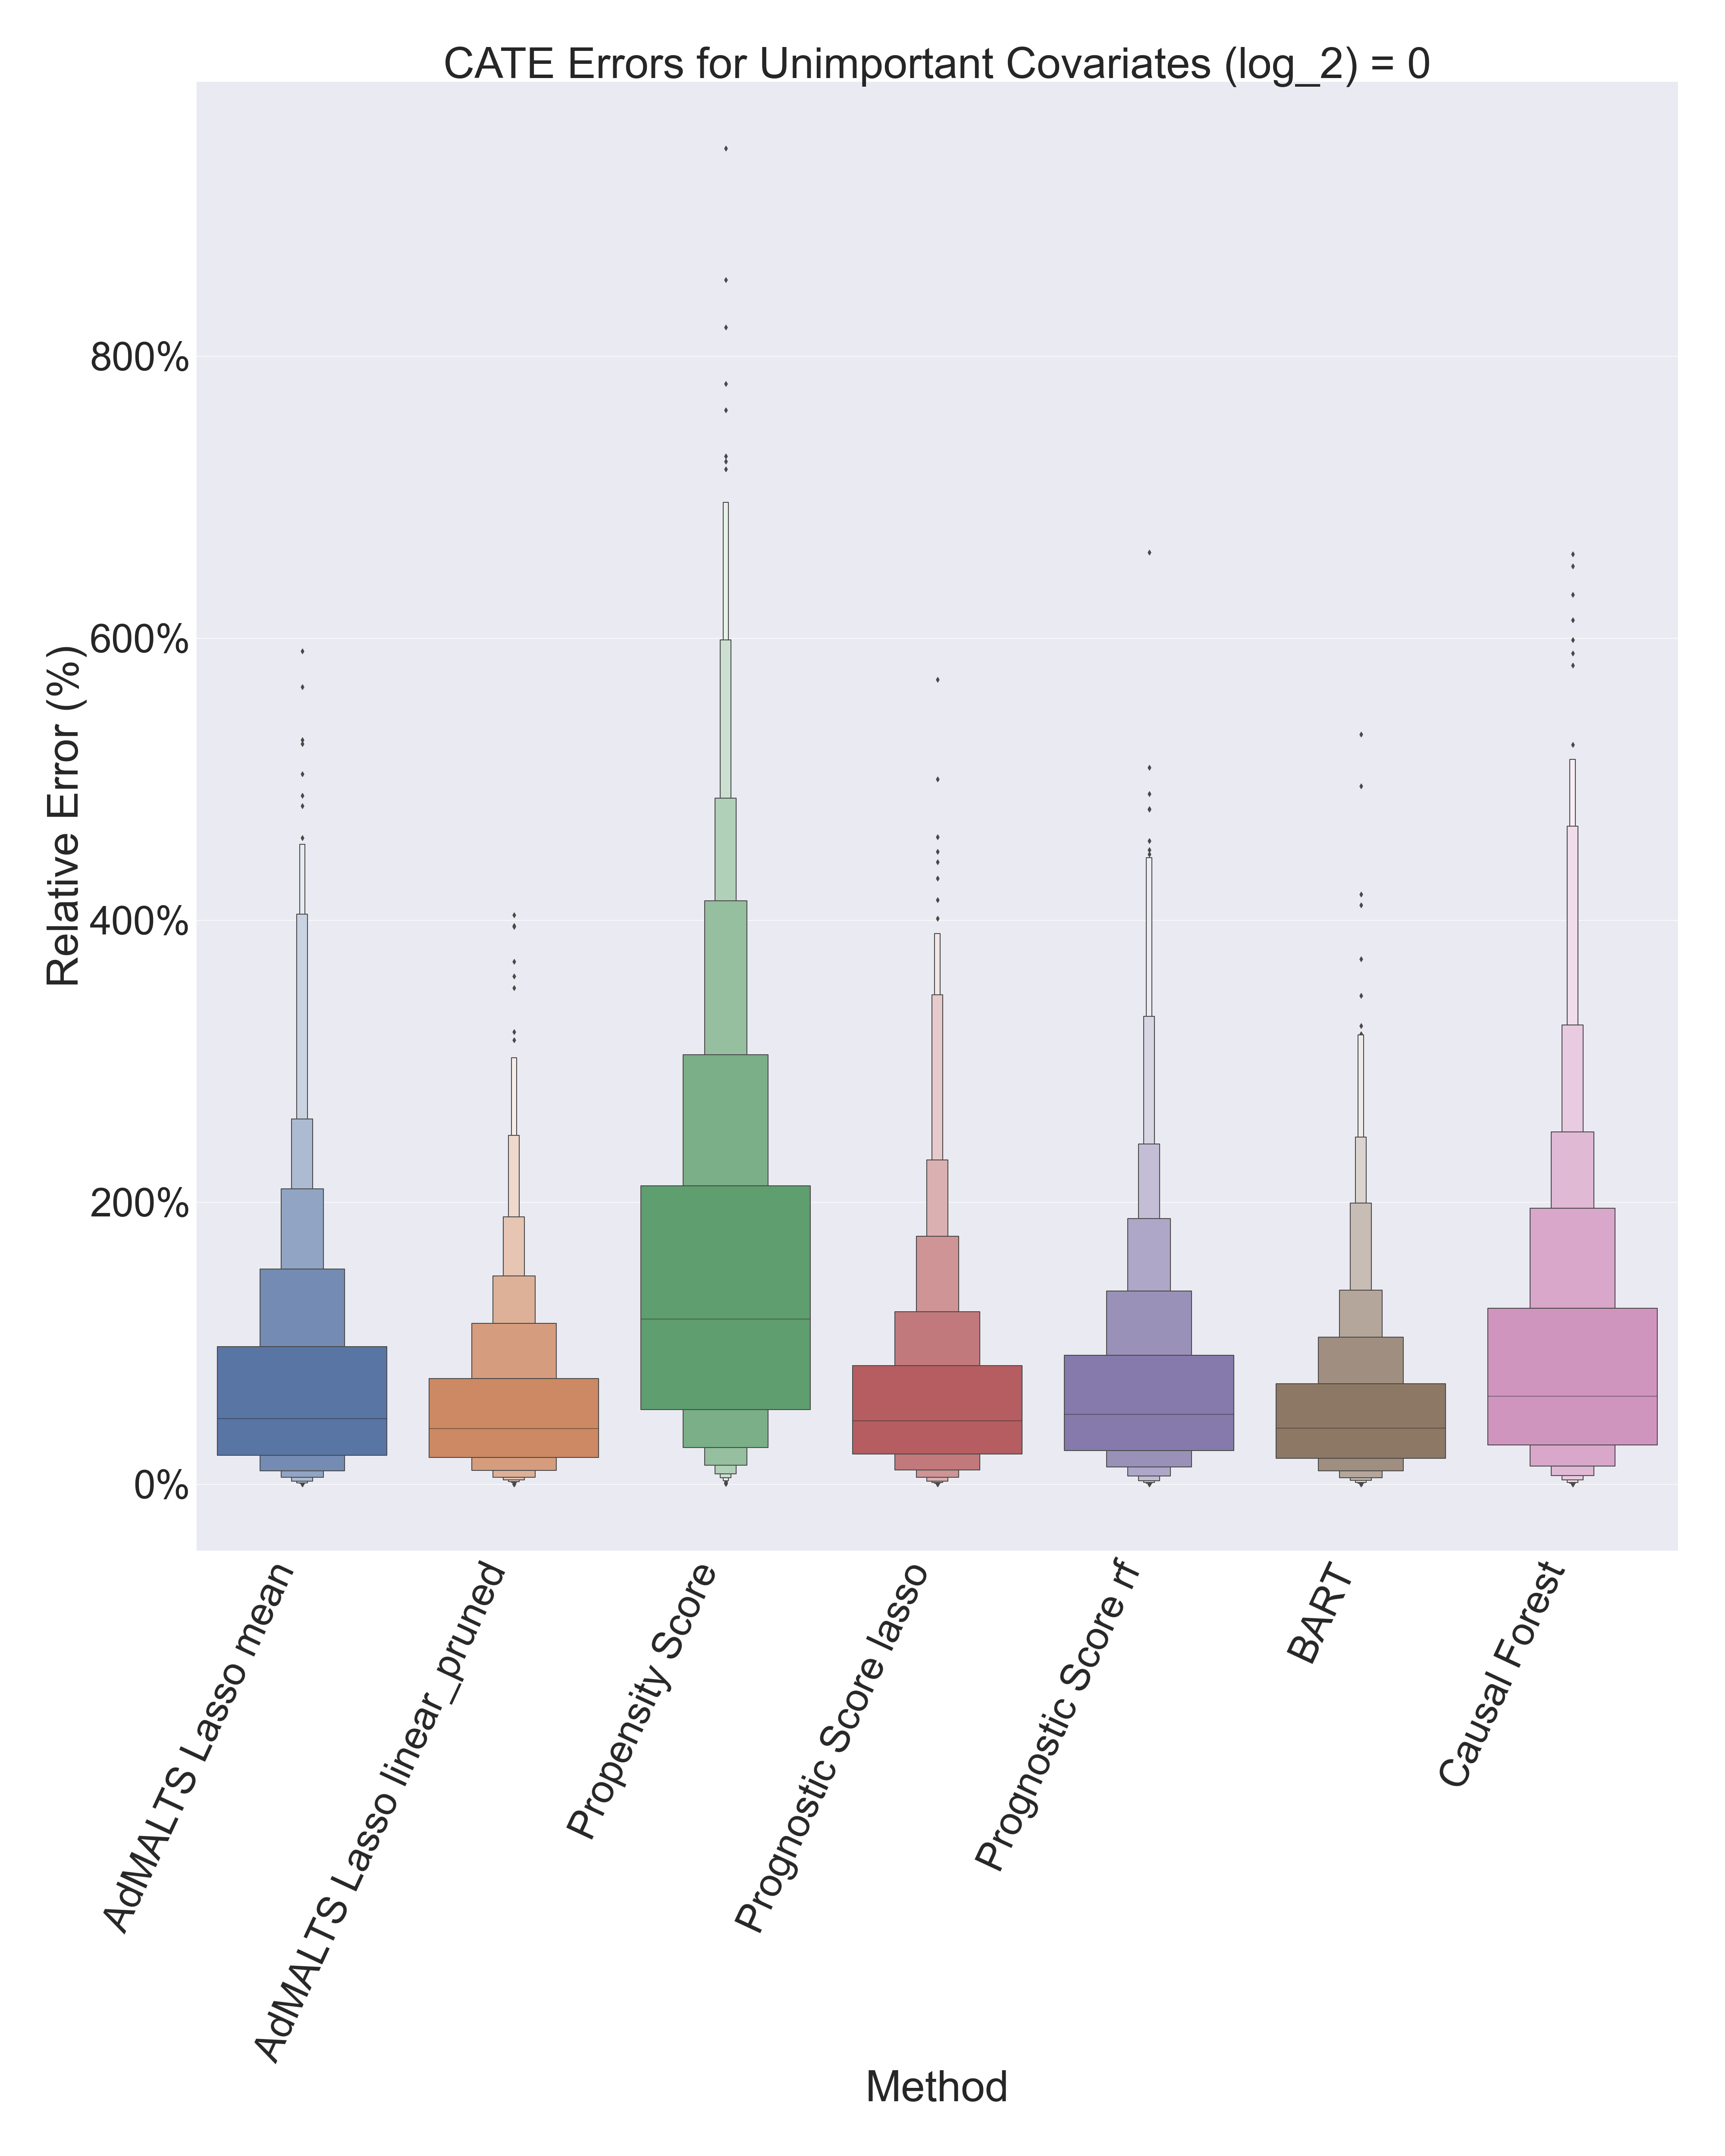 CATE Errors for Unimportant Covariates (log_2) = 0
Relative Error (%)
800%
600%
400%
200%
0%
AdMALTS Lasso mean
AdMALTS Lasso linear_pruned
Propensity Score
Prognostic Score lasso
Prognostic Score rf
BART
Causal Forest
Method